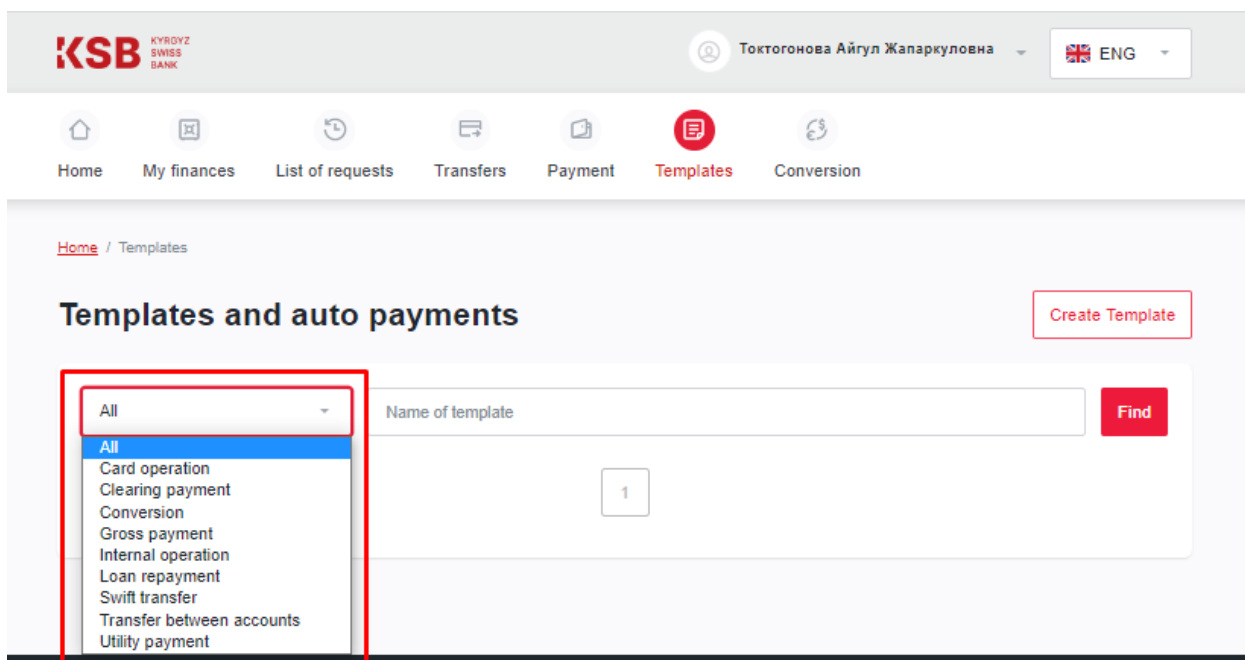 KSB KYRGYZ
SWISS
BANK
Токтогонова Айгул Жапаркуловна
ENG
Home My finances List of requests Transfers Payment Templates Conversion
Home / Templates
Templates and auto payments
Create Template
All
Name of template
Find
All
Card operation
Clearing payment
Conversion
Gross payment
Internal operation
Loan repayment
Swift transfer
Transfer between accounts
Utility payment
1